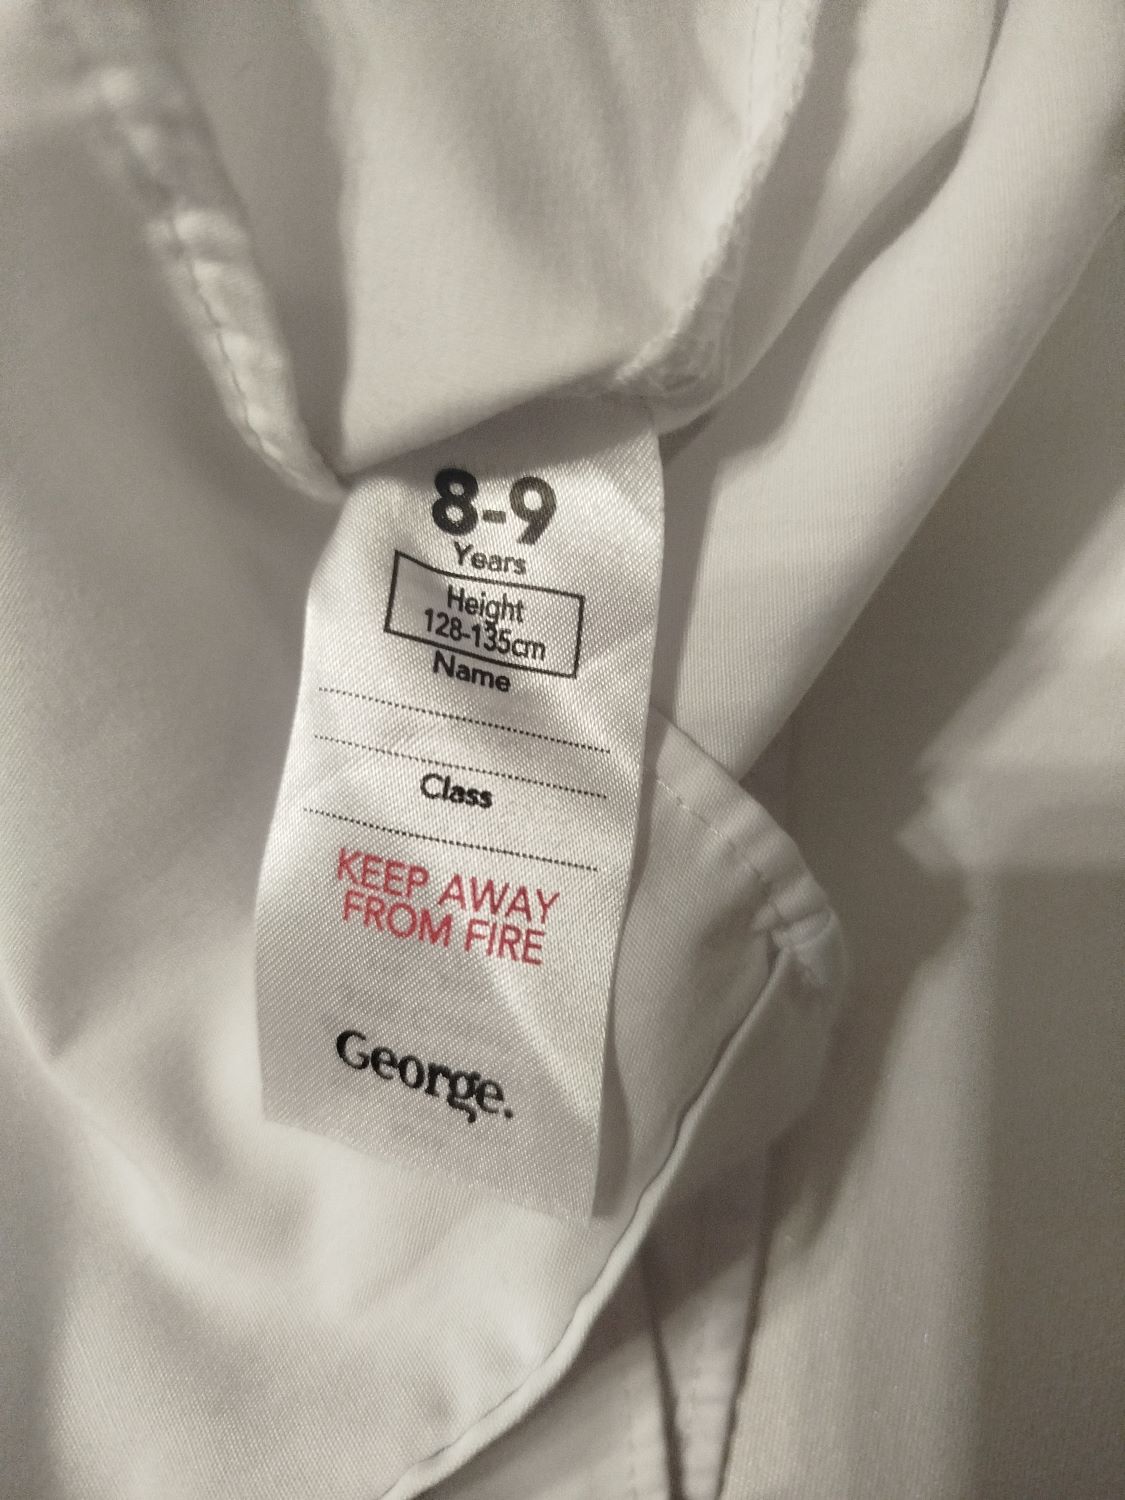 8-9
Years
Height
128-135cm
Name
Class
KEEP AWAY
FROM FIRE
George.